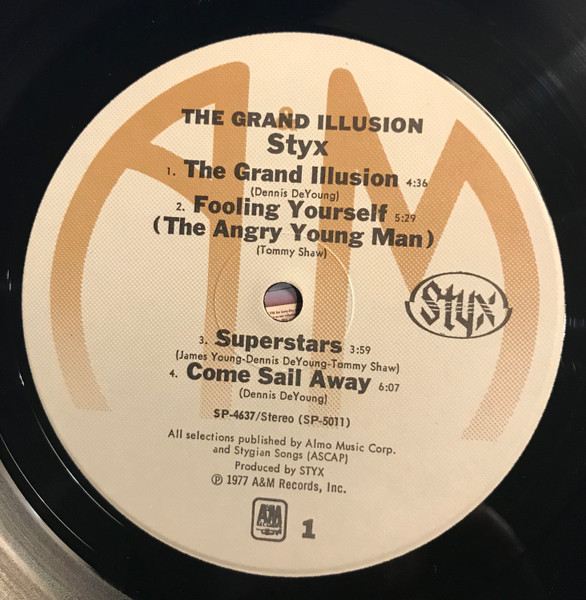 A&M
THE GRAND ILLUSION
Styx
1. The Grand Illusion 4:36
(Dennis DeYoung)
2. Fooling Yourself 5:29
(The Angry Young Man)
(Tommy Shaw)
Styx
3. Superstars 3:59
(James Young-Dennis DeYoung-Tommy Shaw)
4. Come Sail Away 6:07
(Dennis DeYoung)
SP-4637/Stereo (SP-5011)
All selections published by Almo Music Corp.
and Stygian Songs (ASCAP)
Produced by STYX
℗ 1977 A&M Records, Inc.
A&M
RECORDS
1